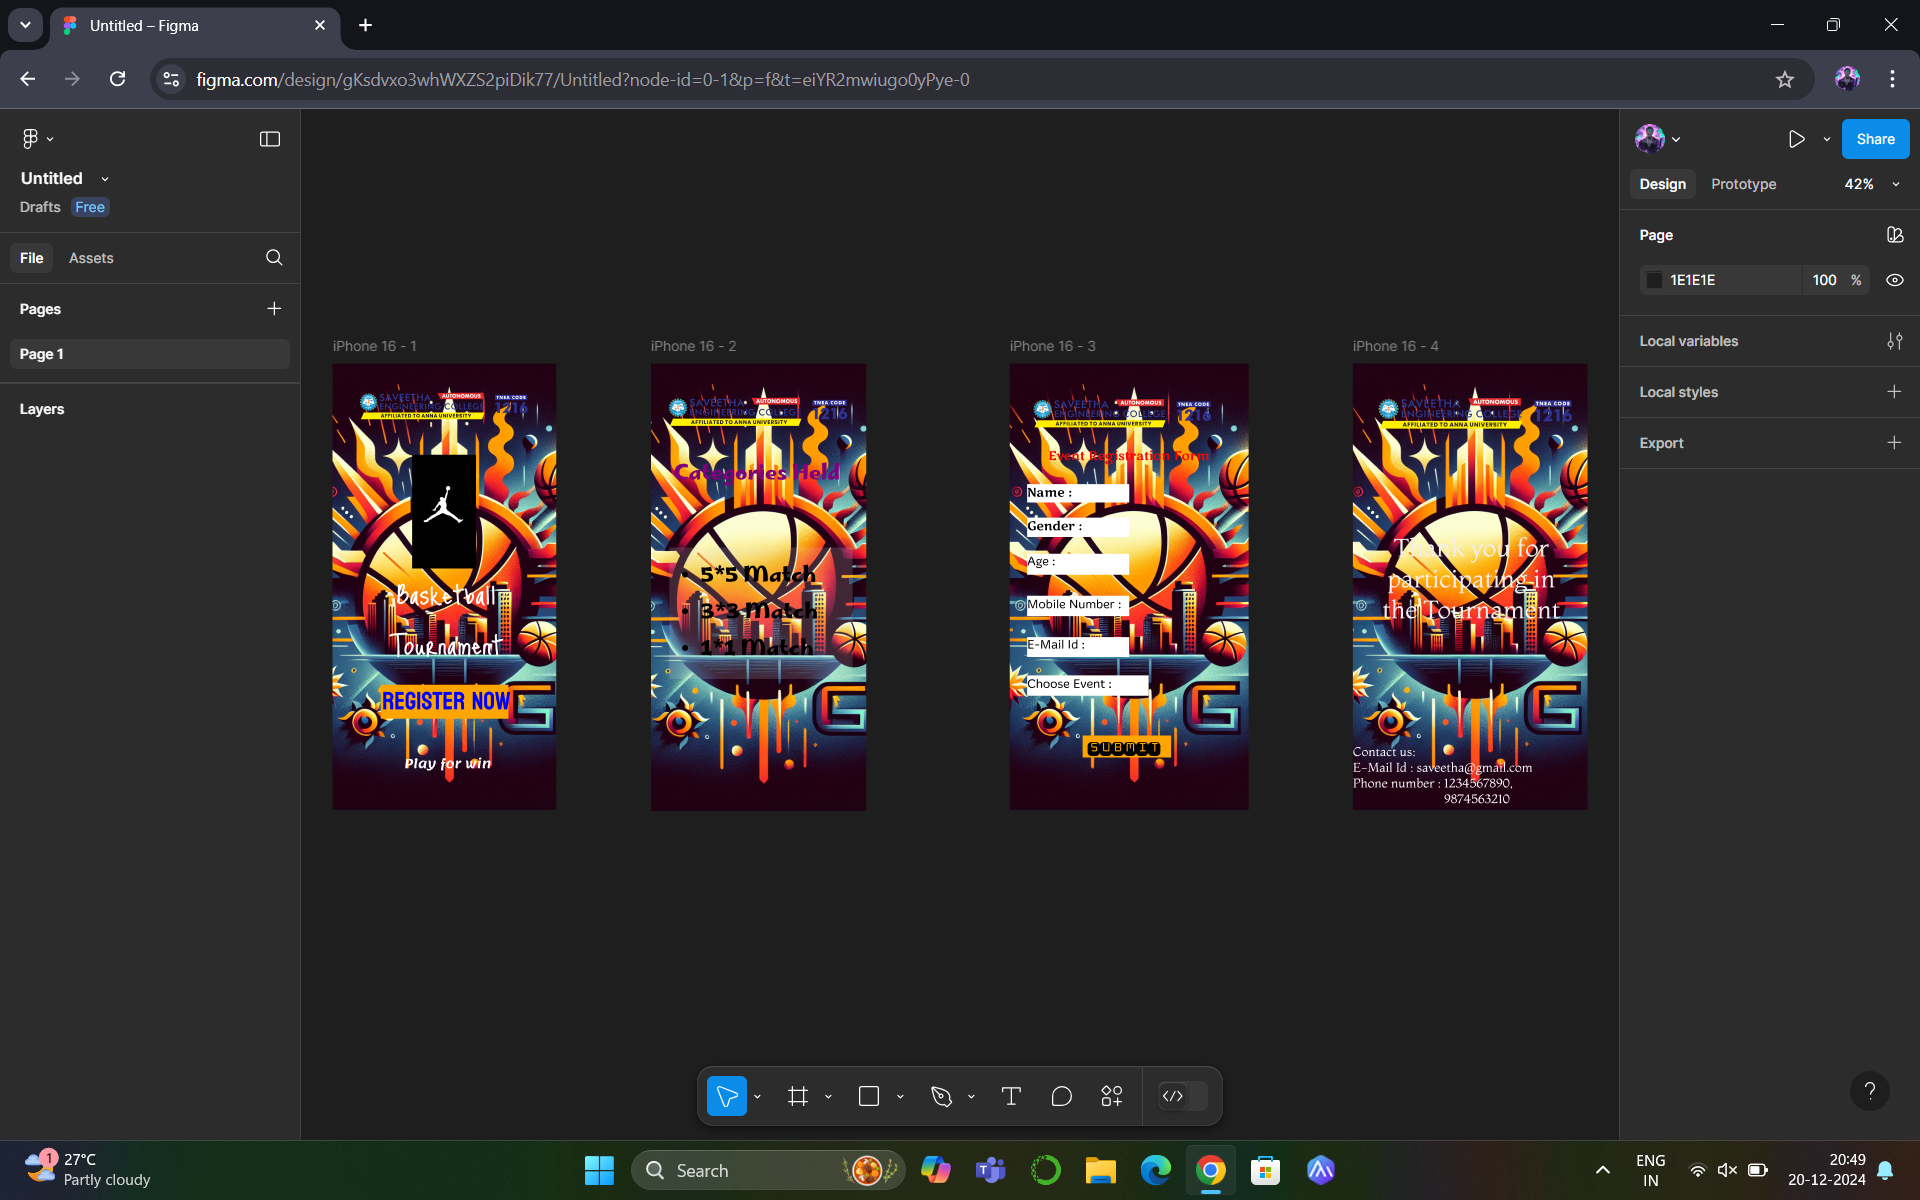 Untitled – Figma
figma.com/design/gKsdvxo3whWXZS2piDik77/Untitled?node-id=0-1&p=f&t=eiYR2mwiugo0yPye-0
Untitled
Drafts Free
File Assets
Pages
Page 1
Layers
iPhone 16 - 1
SAVEETHA AUTONOMOUS
ENGINEERING COLLEGE
AFFILIATED TO ANNA UNIVERSITY
TNEA CODE
1216
Basketball
Tournament
REGISTER NOW
Play for win
iPhone 16 - 2
SAVEETHA AUTONOMOUS
ENGINEERING COLLEGE
AFFILIATED TO ANNA UNIVERSITY
TNEA CODE
1216
Categories Held
• 5*5 Match
• 3*3 Match
• 1*1 Match
iPhone 16 - 3
SAVEETHA AUTONOMOUS
ENGINEERING COLLEGE
AFFILIATED TO ANNA UNIVERSITY
TNEA CODE
1216
Event Registration Form
Name :
Gender :
Age :
Mobile Number :
E-Mail Id :
Choose Event :
SUBMIT
iPhone 16 - 4
SAVEETHA AUTONOMOUS
ENGINEERING COLLEGE
AFFILIATED TO ANNA UNIVERSITY
TNEA CODE
1216
Thank you for
participating in
the Tournament
Contact us:
E-Mail Id : saveetha@gmail.com
Phone number : 1234567890,
9874563210
Share
Design Prototype 42%
Page
1E1E1E 100 %
Local variables
Local styles
Export
?
1
27°C
Partly cloudy
Search
ENG
IN
20:49
20-12-2024